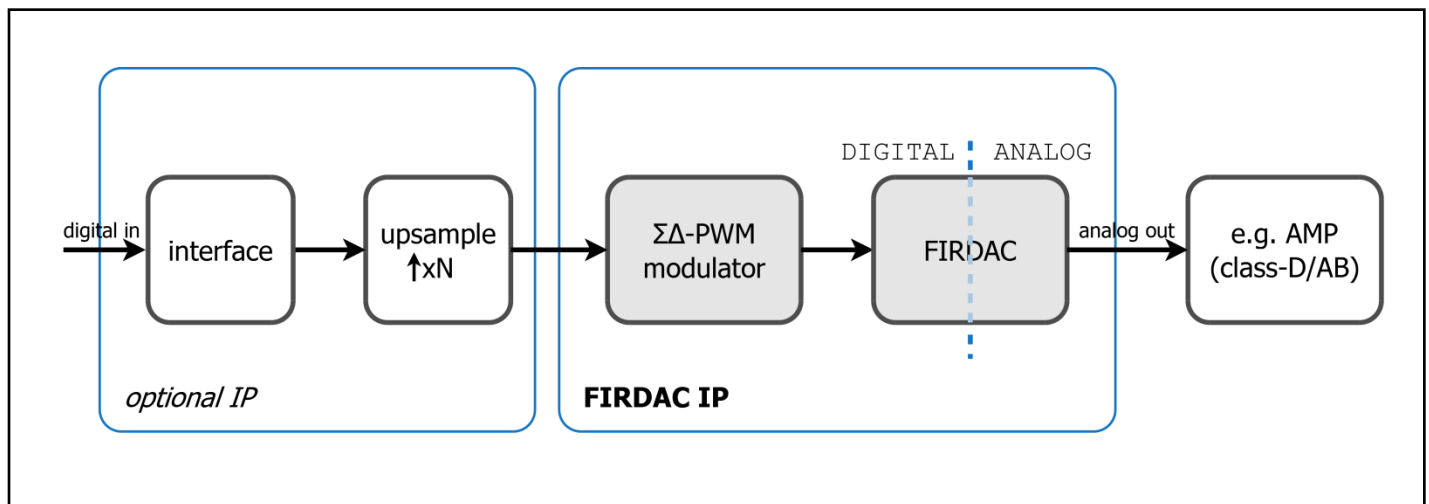 DIGITAL
ANALOG
digital in
interface
upsample
↑xN
ΣΔ-PWM
modulator
FIRDAC
analog out
e.g. AMP
(class-D/AB)
optional IP
FIRDAC IP